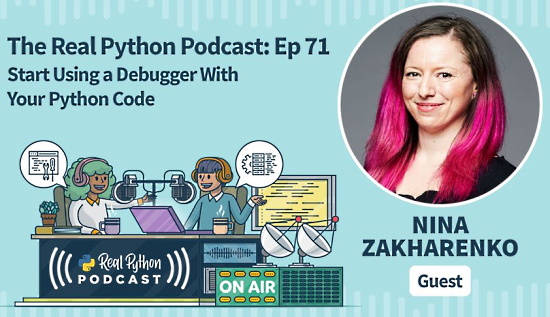 The Real Python Podcast: Ep 71
Start Using a Debugger With
Your Python Code
Real Python
PODCAST
ON AIR
NINA
ZAKHARENKO
Guest